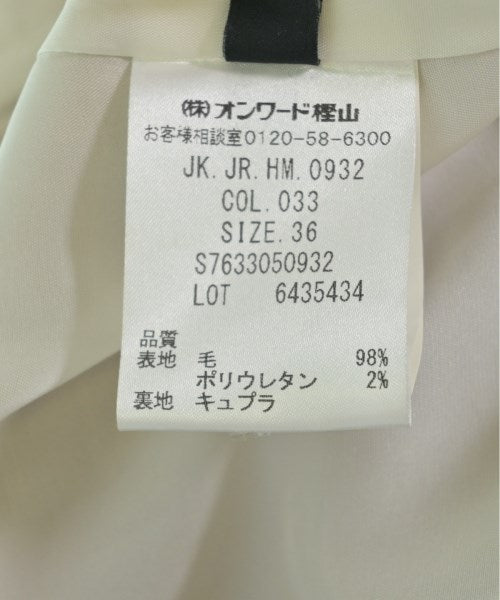 ㈱オンワード樫山
お客様相談室0120-58-6300
JK.JR.HM.0932
COL.033
SIZE.36
S7633050932
LOT 6435434
品質
表地 毛 98%
ポリウレタン 2%
裏地 キュプラ